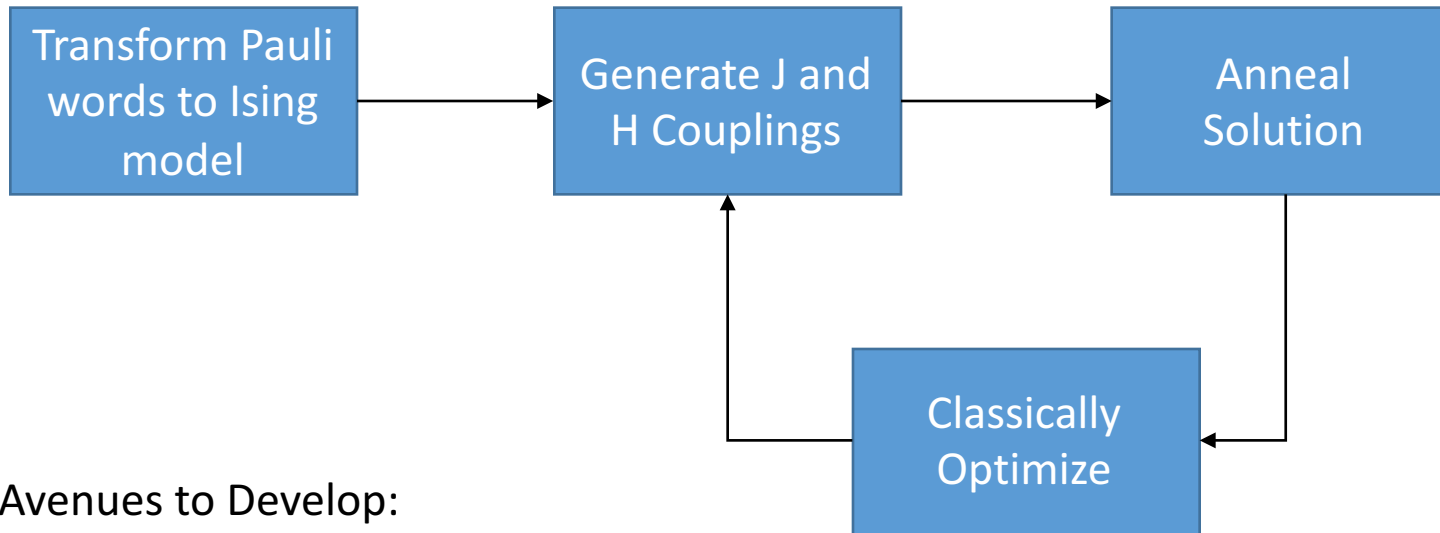 Transform Pauli
words to Ising
model
Generate J and
H Couplings
Anneal
Solution
Classically
Optimize
Avenues to Develop: